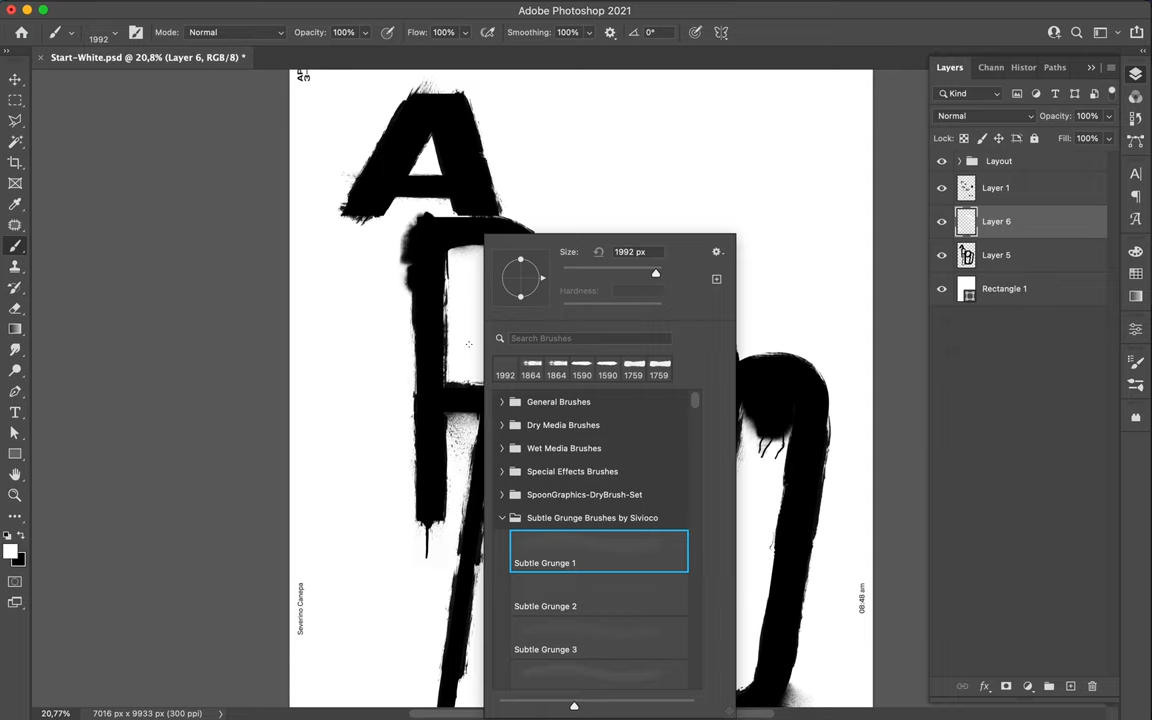 Adobe Photoshop 2021
1992
Mode: Normal
Opacity: 100%
Flow: 100%
Smoothing: 100%
0°
Start-White.psd @ 20,8% (Layer 6, RGB/8) *
Layers
Chann
Histor
Paths
Kind
Normal
Opacity: 100%
Lock:
Fill: 100%
Layout
Layer 1
Layer 6
Layer 5
Rectangle 1
A
Size:
1992 px
Hardness:
Search Brushes
1992 1864 1864 1590 1590 1759 1759
General Brushes
Dry Media Brushes
Wet Media Brushes
Special Effects Brushes
SpoonGraphics-DryBrush-Set
Subtle Grunge Brushes by Sivioco
Subtle Grunge 1
Subtle Grunge 2
Subtle Grunge 3
Severino Canepa
08:48 am
20,77%
7016 px x 9933 px (300 ppi)